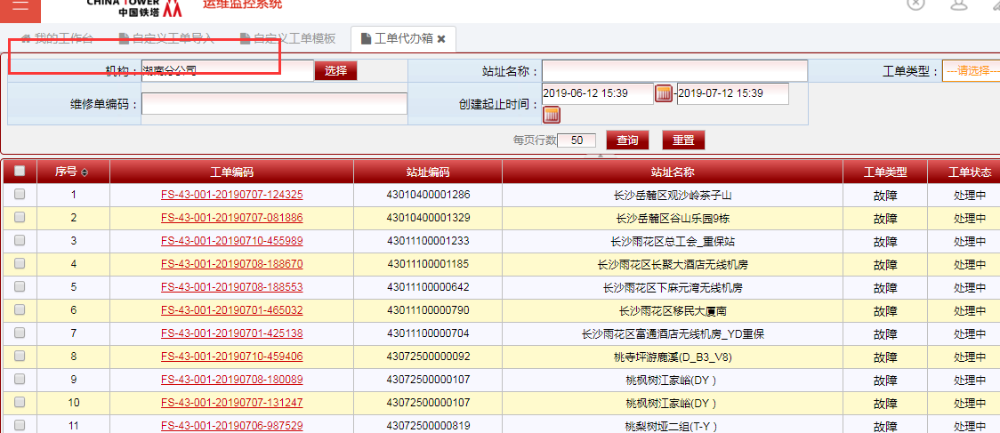 CHINA TOWER
中国铁塔
运维监控系统
我的工作台 自定义工单导入 自定义工单模板 工单代办箱
机构： 湖南分公司 选择 站址名称： 工单类型： ---请选择---
维修单编码： 创建起止时间： 2019-06-12 15:39 - 2019-07-12 15:39
每页行数 50 查询 重置
序号 工单编码 站址编码 站址名称 工单类型 工单状态
1 FS-43-001-20190707-124325 43010400001286 长沙岳麓区观沙岭茶子山 故障 处理中
2 FS-43-001-20190707-081886 43010400001329 长沙岳麓区谷山乐园9栋 故障 处理中
3 FS-43-001-20190710-455989 43011100001233 长沙雨花区总工会_重保站 故障 处理中
4 FS-43-001-20190708-188670 43011100001185 长沙雨花区长聚大酒店无线机房 故障 处理中
5 FS-43-001-20190708-188553 43011100000642 长沙雨花区下麻元湾无线机房 故障 处理中
6 FS-43-001-20190701-465032 43011100000790 长沙雨花区移民大厦南 故障 处理中
7 FS-43-001-20190701-425138 43011100000704 长沙雨花区富通酒店无线机房_YD重保 故障 处理中
8 FS-43-001-20190710-459406 43072500000092 桃寺坪游鹿溪(D_B3_V8) 故障 处理中
9 FS-43-001-20190708-180089 43072500000107 桃枫树江家峪(DY ) 故障 处理中
10 FS-43-001-20190707-131247 43072500000107 桃枫树江家峪(DY ) 故障 处理中
11 FS-43-001-20190706-987529 43072500000819 桃梨树垭二组(T-Y ) 故障 处理中